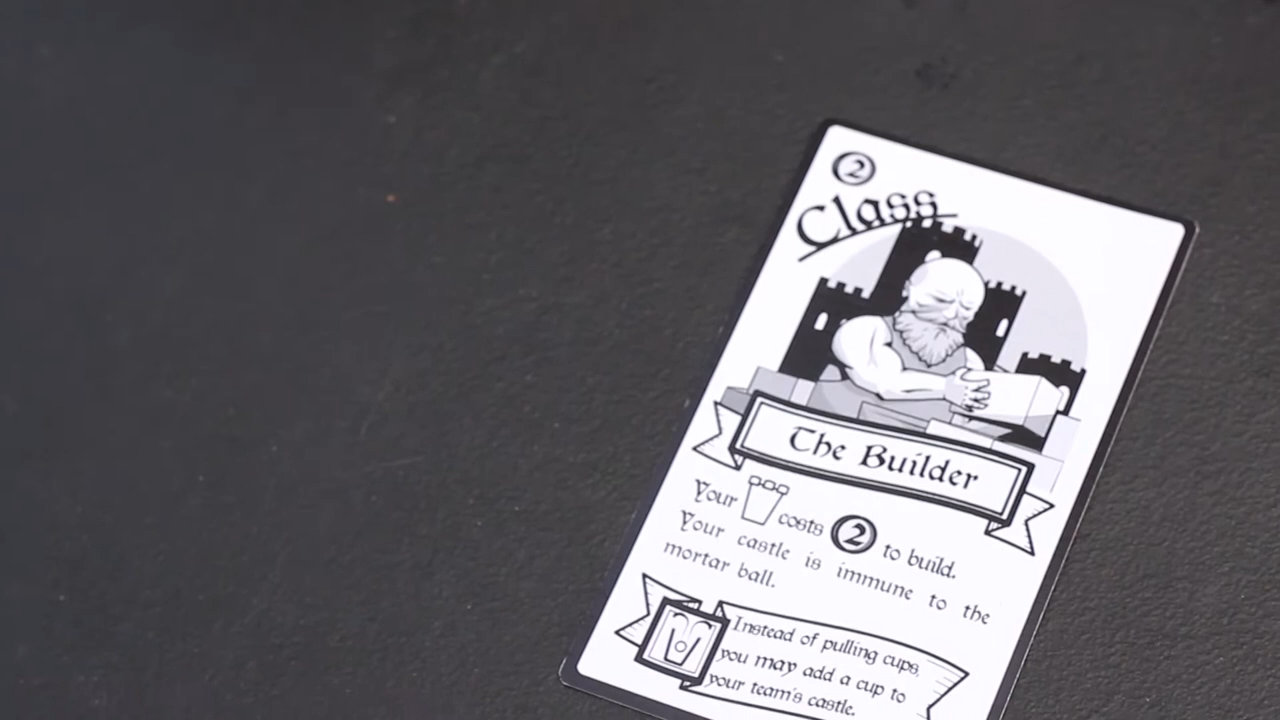 2
Class
The Builder
Your costs 2 to build.
Your castle is immune to the
mortar ball.
Instead of pulling cups,
you may add a cup to
your team's castle.